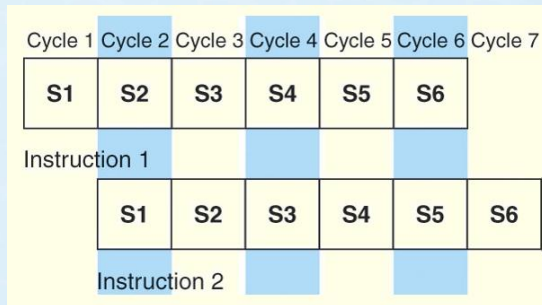 Cycle 1 Cycle 2 Cycle 3 Cycle 4 Cycle 5 Cycle 6 Cycle 7
S1 S2 S3 S4 S5 S6
Instruction 1
S1 S2 S3 S4 S5 S6
Instruction 2